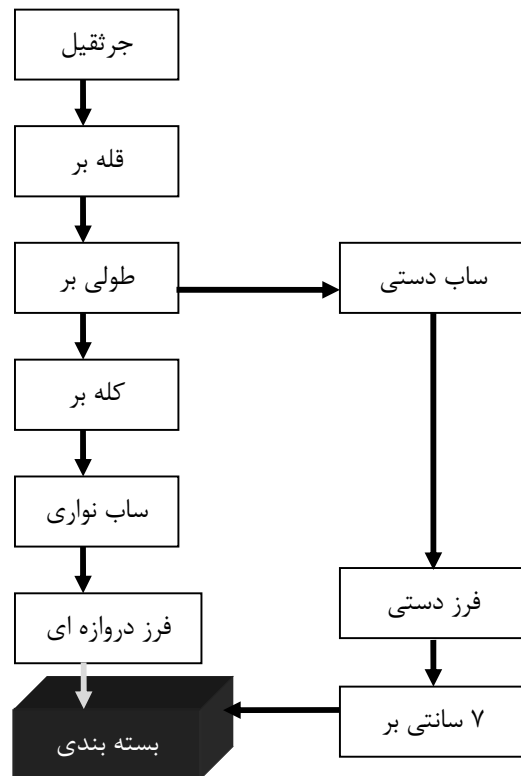 جرثقیل
قله بر
طولی بر
ساب دستی
کله بر
ساب نواری
فرز دستی
فرز دروازه ای
۷ سانتی بر
بسته بندی